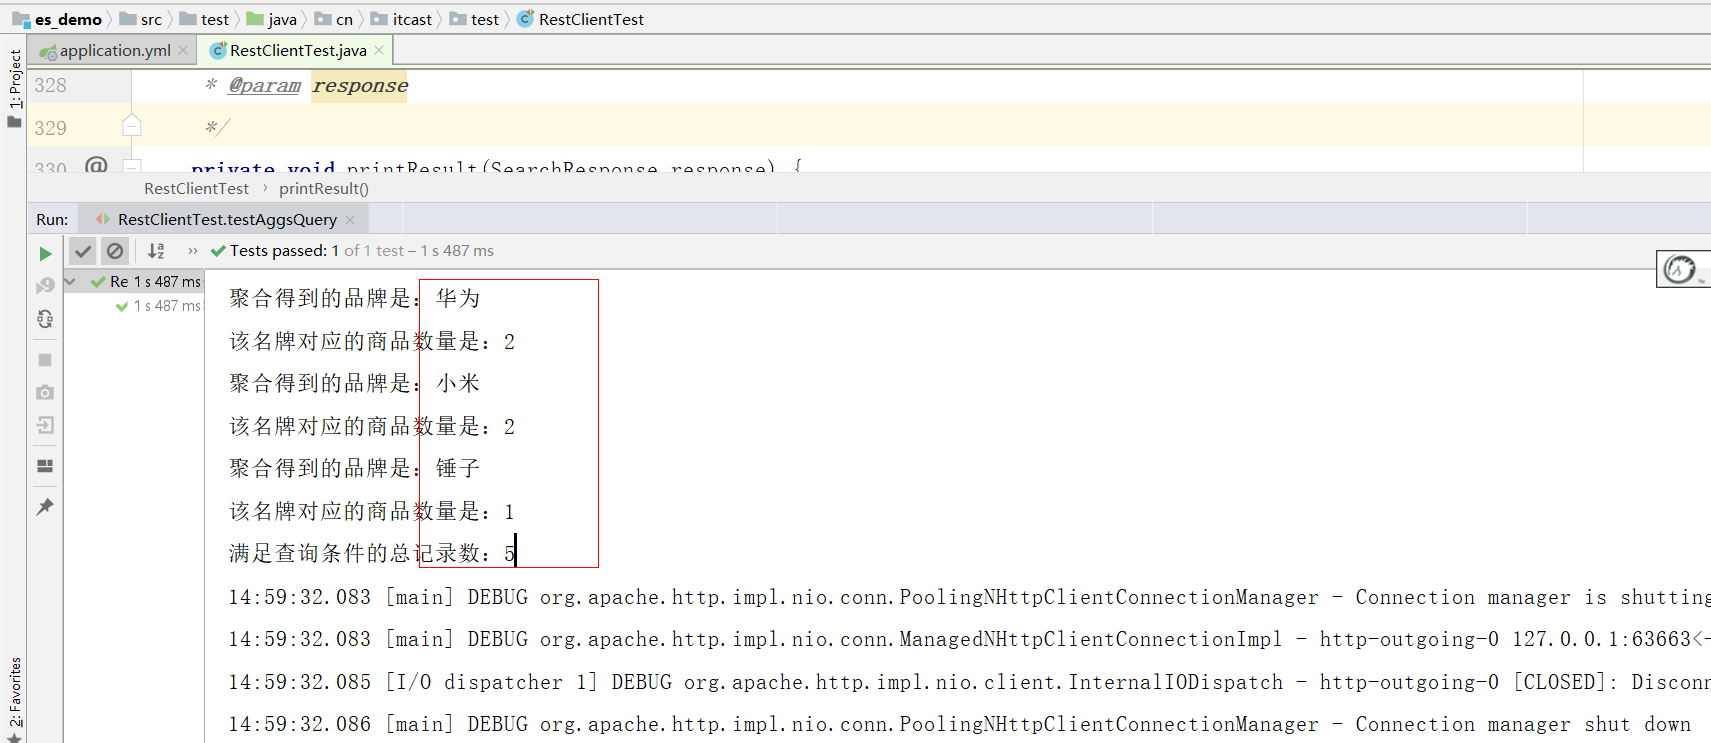 es_demo src test java cn itcast test RestClientTest
application.yml RestClientTest.java
1: Project
328 * @param response
329 */
330 @ private void printResult(SearchResponse response) {
RestClientTest printResult()
Run: RestClientTest.testAggsQuery
Tests passed: 1 of 1 test – 1 s 487 ms
Re 1 s 487 ms
1 s 487 ms
聚合得到的品牌是：华为
该名牌对应的商品数量是：2
聚合得到的品牌是：小米
该名牌对应的商品数量是：2
聚合得到的品牌是：锤子
该名牌对应的商品数量是：1
满足查询条件的总记录数：5
14:59:32.083 [main] DEBUG org.apache.http.impl.nio.conn.PoolingNHttpClientConnectionManager - Connection manager is shutting
14:59:32.083 [main] DEBUG org.apache.http.impl.nio.conn.ManagedNHttpClientConnectionImpl - http-outgoing-0 127.0.0.1:63663<-
14:59:32.085 [I/O dispatcher 1] DEBUG org.apache.http.impl.nio.client.InternalIODispatch - http-outgoing-0 [CLOSED]: Disconn
14:59:32.086 [main] DEBUG org.apache.http.impl.nio.conn.PoolingNHttpClientConnectionManager - Connection manager shut down
2: Favorites